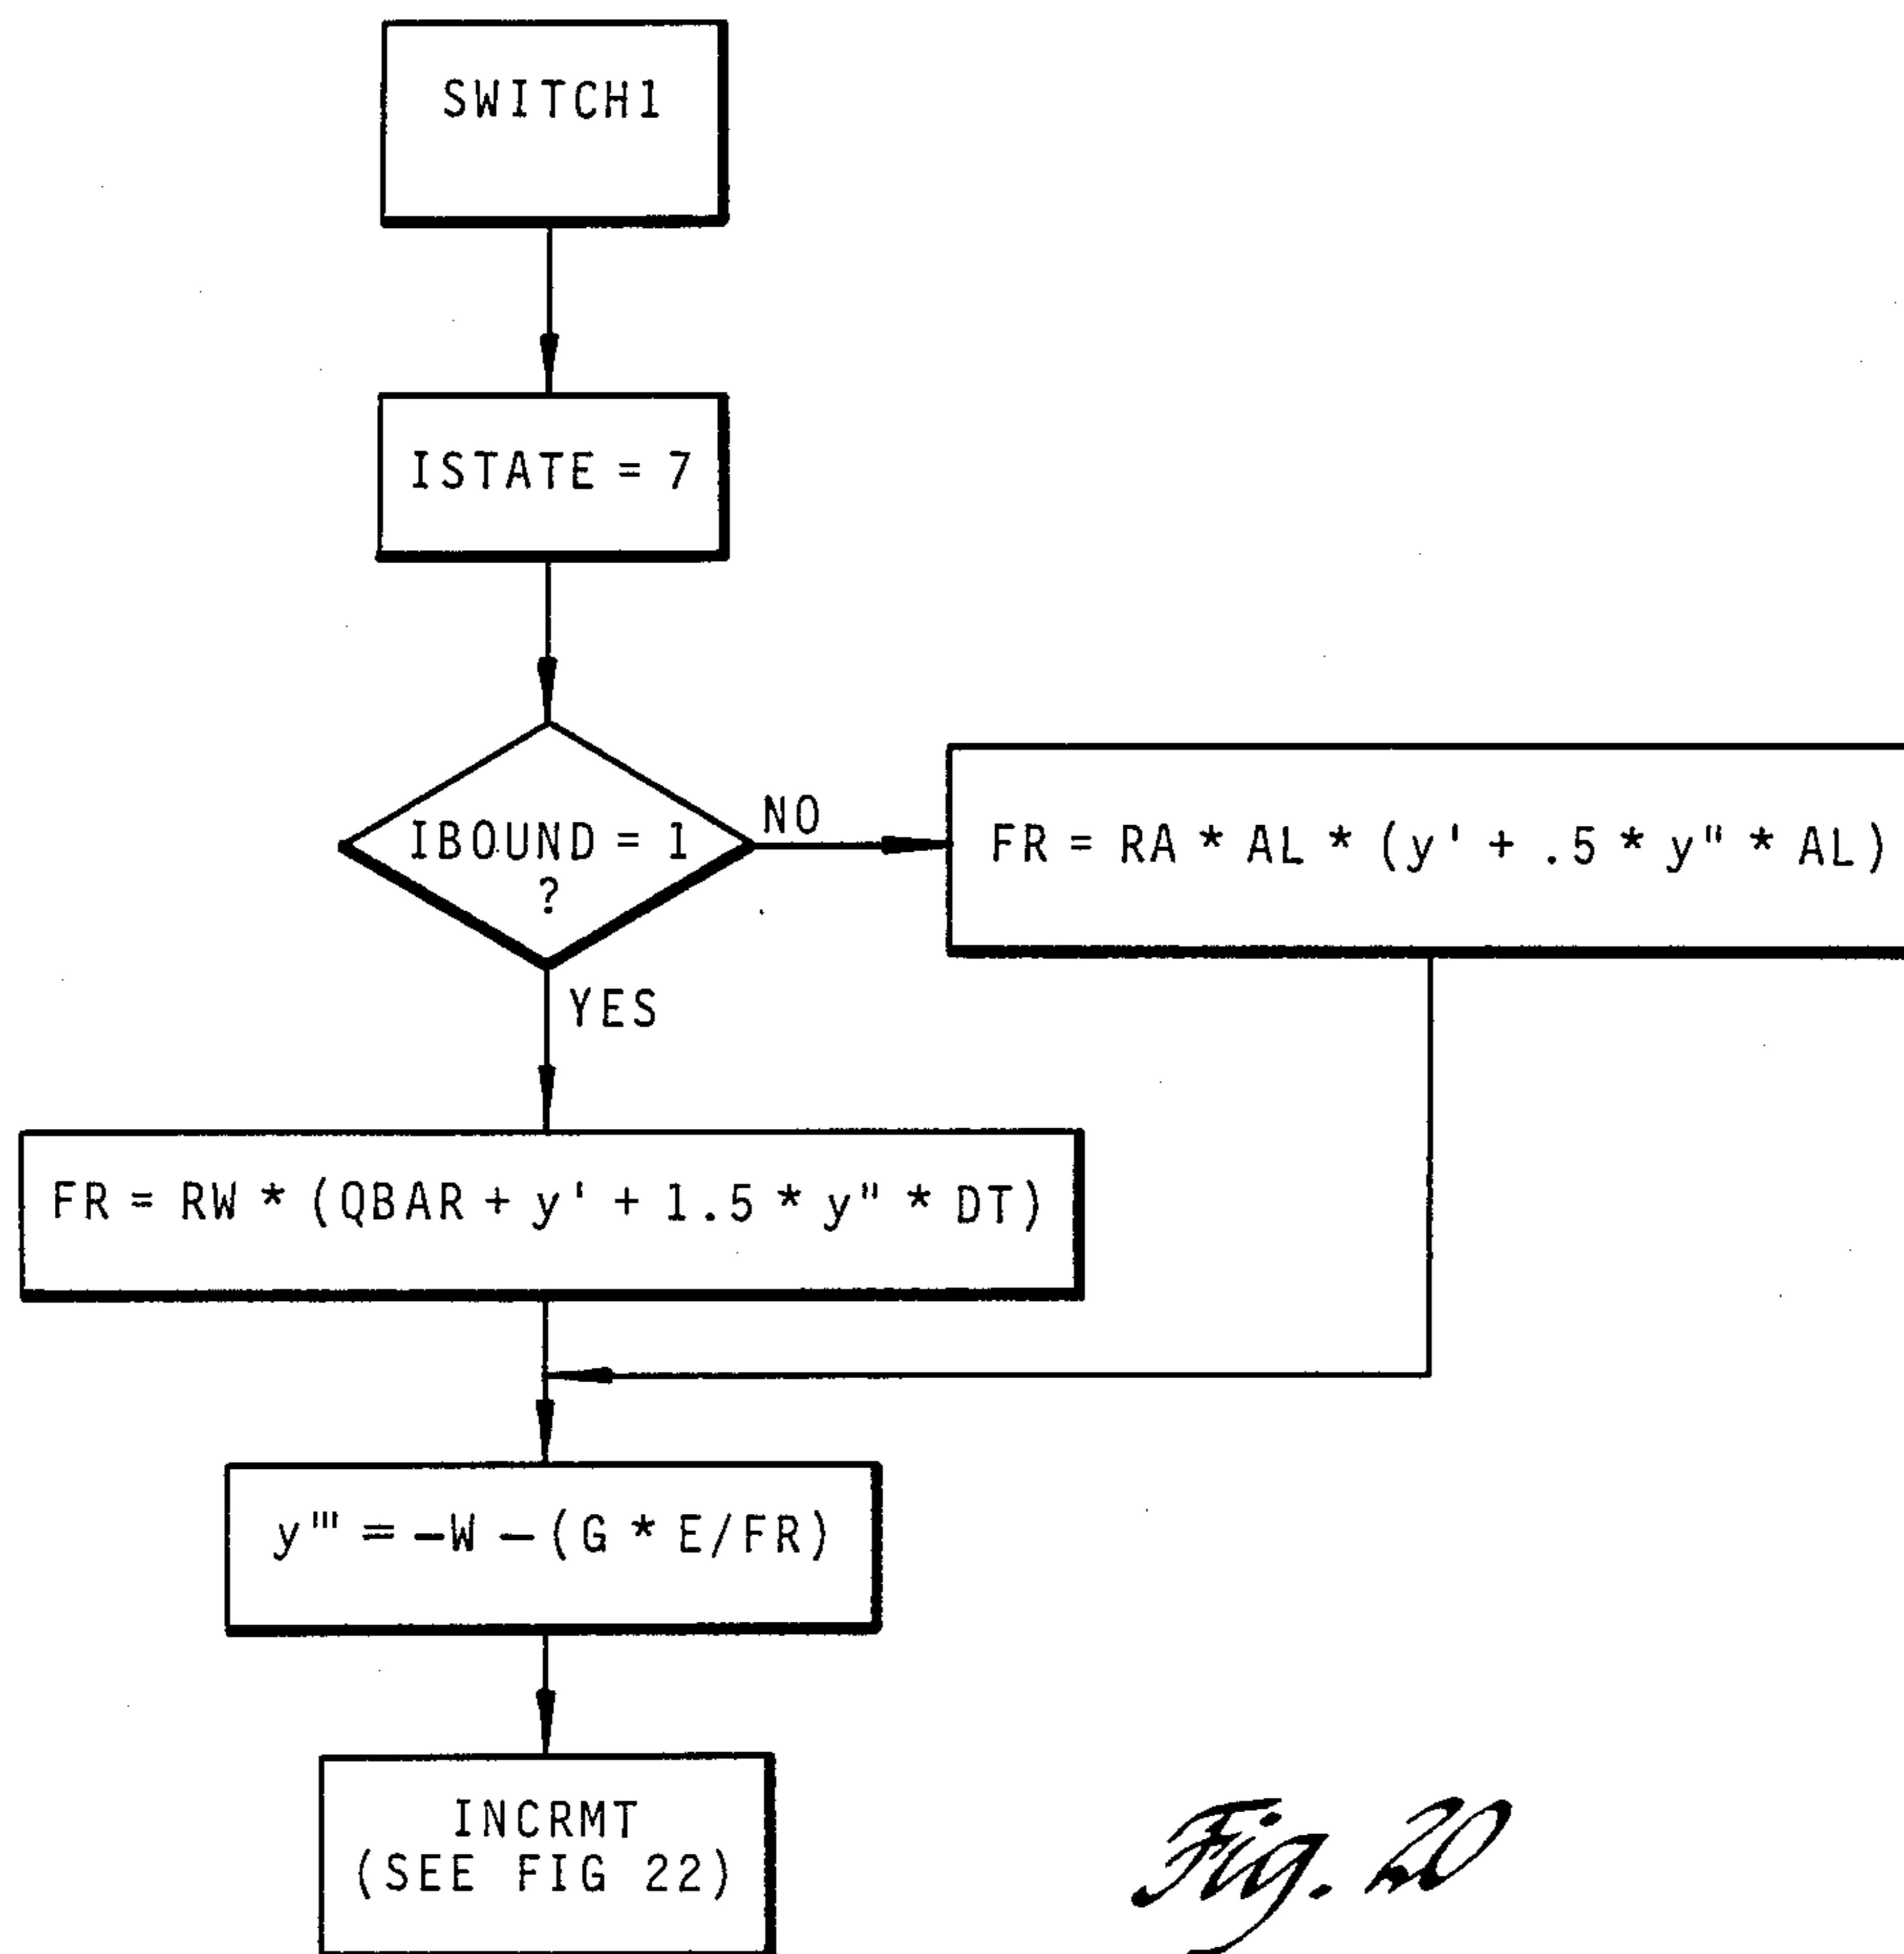 SWITCH1
ISTATE = 7
IBOUND = 1
?
NO
FR = RA * AL * (y' + .5 * y" * AL)
YES
FR = RW * (QBAR + y' + 1.5 * y" * DT)
y"' = -W - (G * E/FR)
INCRMT
(SEE FIG 22)
Fig. 20